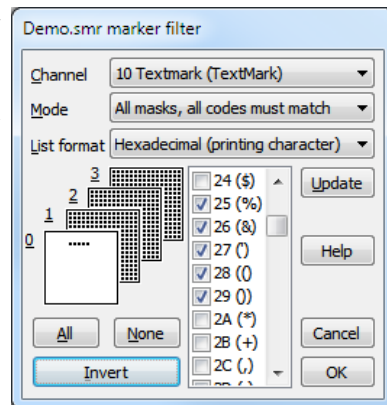 Demo.smr marker filter
Channel 10 Textmark (TextMark)
Mode All masks, all codes must match
List format Hexadecimal (printing character)
3
2
1
0
24 ($)
25 (%)
26 (&)
27 (')
28 (()
29 ())
2A (*)
2B (+)
2C (,)
Update
Help
All None
Invert
Cancel
OK